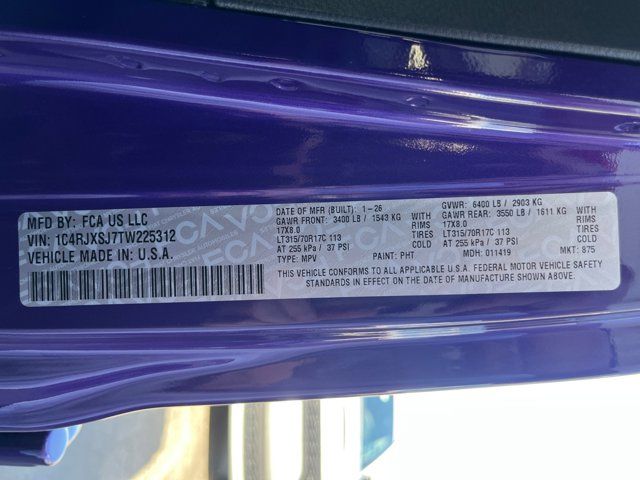 MFD BY: FCA US LLC
VIN: 1C4RJXSJ7TW225312
VEHICLE MADE IN: U.S.A.
DATE OF MFR (BUILT): 1-26 GVWR: 6400 LB / 2903 KG
GAWR FRONT: 3400 LB / 1543 KG GAWR REAR: 3550 LB / 1611 KG
17X8.0 RIMS 17X8.0 RIMS
LT315/70R17C 113 TIRES LT315/70R17C 113 TIRES
AT 255 kPa / 37 PSI COLD AT 255 kPa / 37 PSI COLD
TYPE: MPV PAINT: PHT MDH: 011419 MKT: 875
THIS VEHICLE CONFORMS TO ALL APPLICABLE U.S.A. FEDERAL MOTOR VEHICLE SAFETY
STANDARDS IN EFFECT ON THE DATE OF MANUFACTURE SHOWN ABOVE.